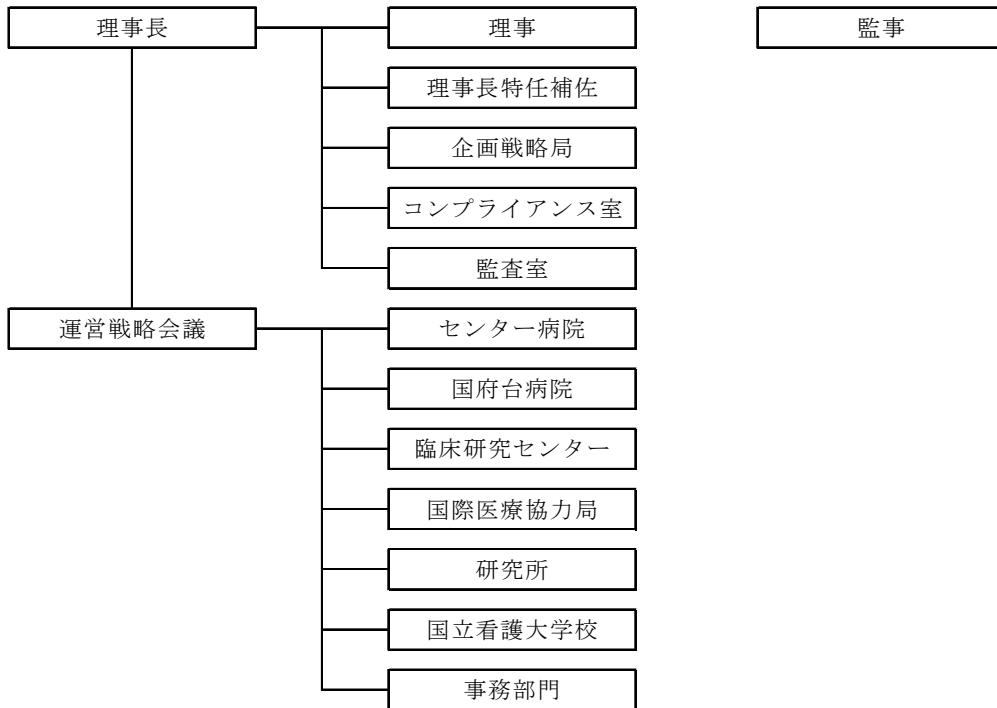 理事長
理事
監事
理事長特任補佐
企画戦略局
コンプライアンス室
監査室
運営戦略会議
センター病院
国府台病院
臨床研究センター
国際医療協力局
研究所
国立看護大学校
事務部門